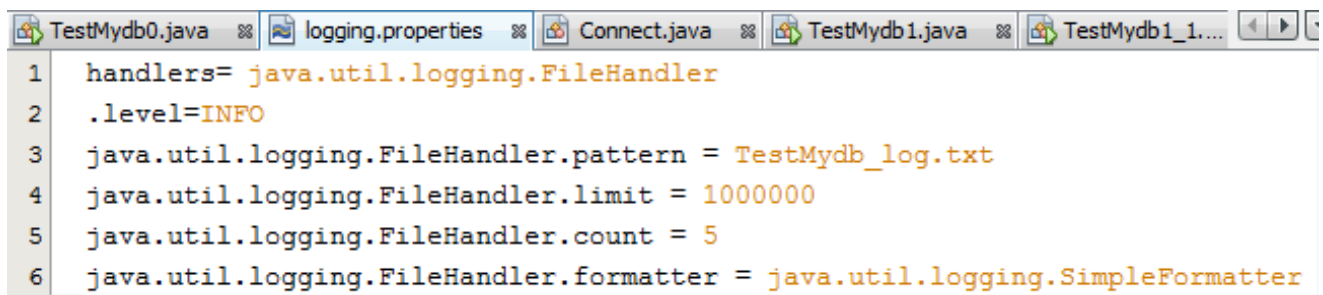 TestMydb0.java logging.properties Connect.java TestMydb1.java TestMydb1_1....
1 handlers= java.util.logging.FileHandler
2 .level=INFO
3 java.util.logging.FileHandler.pattern = TestMydb_log.txt
4 java.util.logging.FileHandler.limit = 1000000
5 java.util.logging.FileHandler.count = 5
6 java.util.logging.FileHandler.formatter = java.util.logging.SimpleFormatter